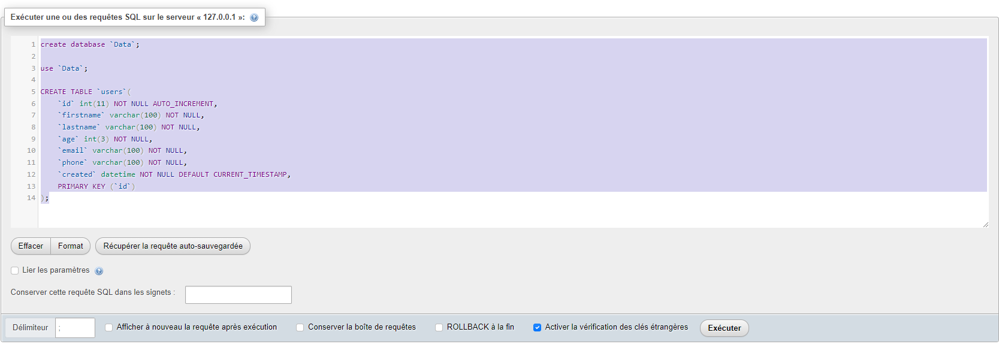 Exécuter une ou des requêtes SQL sur le serveur « 127.0.0.1 »:
1 create database `Data`;
2
3 use `Data`;
4
5 CREATE TABLE `users`(
6 `id` int(11) NOT NULL AUTO_INCREMENT,
7 `firstname` varchar(100) NOT NULL,
8 `lastname` varchar(100) NOT NULL,
9 `age` int(3) NOT NULL,
10 `email` varchar(100) NOT NULL,
11 `phone` varchar(100) NOT NULL,
12 `created` datetime NOT NULL DEFAULT CURRENT_TIMESTAMP,
13 PRIMARY KEY (`id`)
14 );
Effacer Format Récupérer la requête auto-sauvegardée
Lier les paramètres
Conserver cette requête SQL dans les signets :
Délimiteur ; Afficher à nouveau la requête après exécution Conserver la boîte de requêtes ROLLBACK à la fin Activer la vérification des clés étrangères Exécuter